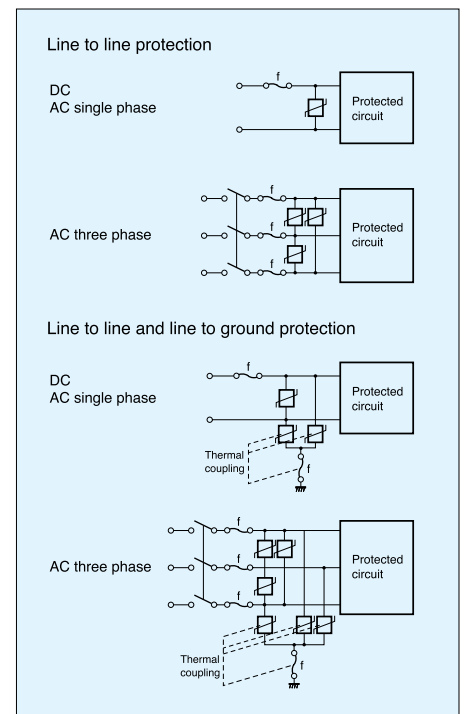 Line to line protection
DC
AC single phase
f
Protected
circuit
AC three phase
f
f
f
Protected
circuit
Line to line and line to ground protection
DC
AC single phase
f
Protected
circuit
Thermal
coupling
f
AC three phase
f
f
f
Protected
circuit
Thermal
coupling
f